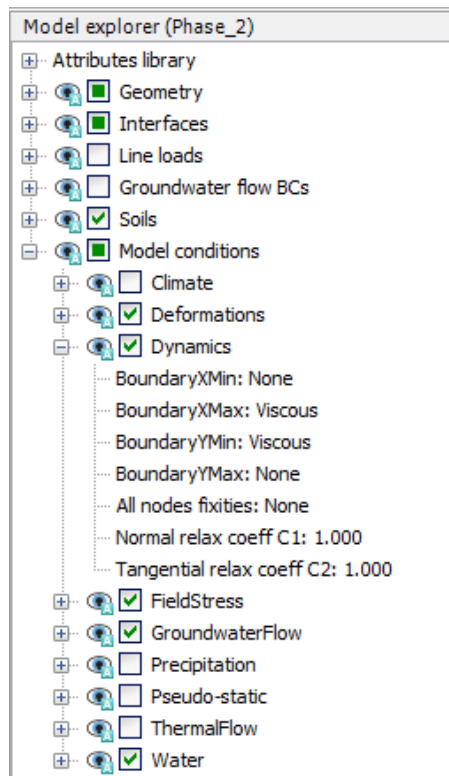 Model explorer (Phase_2)
Attributes library
Geometry
Interfaces
Line loads
Groundwater flow BCs
Soils
Model conditions
Climate
Deformations
Dynamics
BoundaryXMin: None
BoundaryXMax: Viscous
BoundaryYMin: Viscous
BoundaryYMax: None
All nodes fixities: None
Normal relax coeff C1: 1.000
Tangential relax coeff C2: 1.000
FieldStress
GroundwaterFlow
Precipitation
Pseudo-static
ThermalFlow
Water